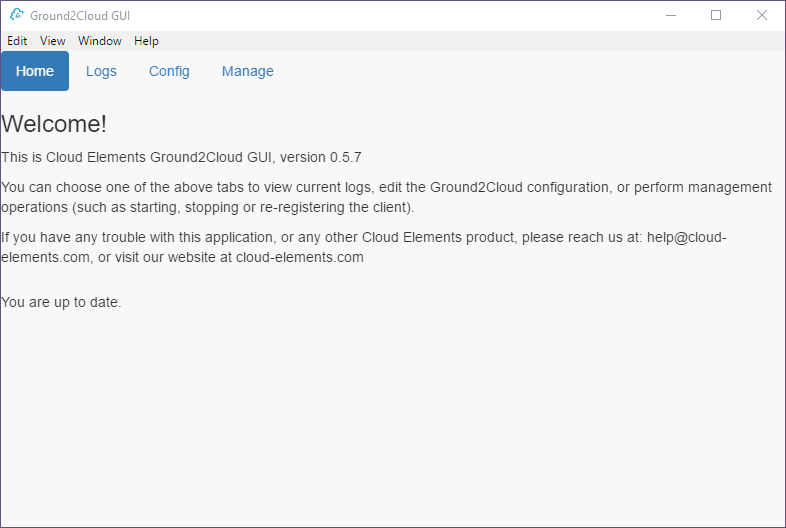 Ground2Cloud GUI
Edit View Window Help
Home Logs Config Manage
Welcome!
This is Cloud Elements Ground2Cloud GUI, version 0.5.7
You can choose one of the above tabs to view current logs, edit the Ground2Cloud configuration, or perform management
operations (such as starting, stopping or re-registering the client).
If you have any trouble with this application, or any other Cloud Elements product, please reach us at: help@cloud-
elements.com, or visit our website at cloud-elements.com
You are up to date.